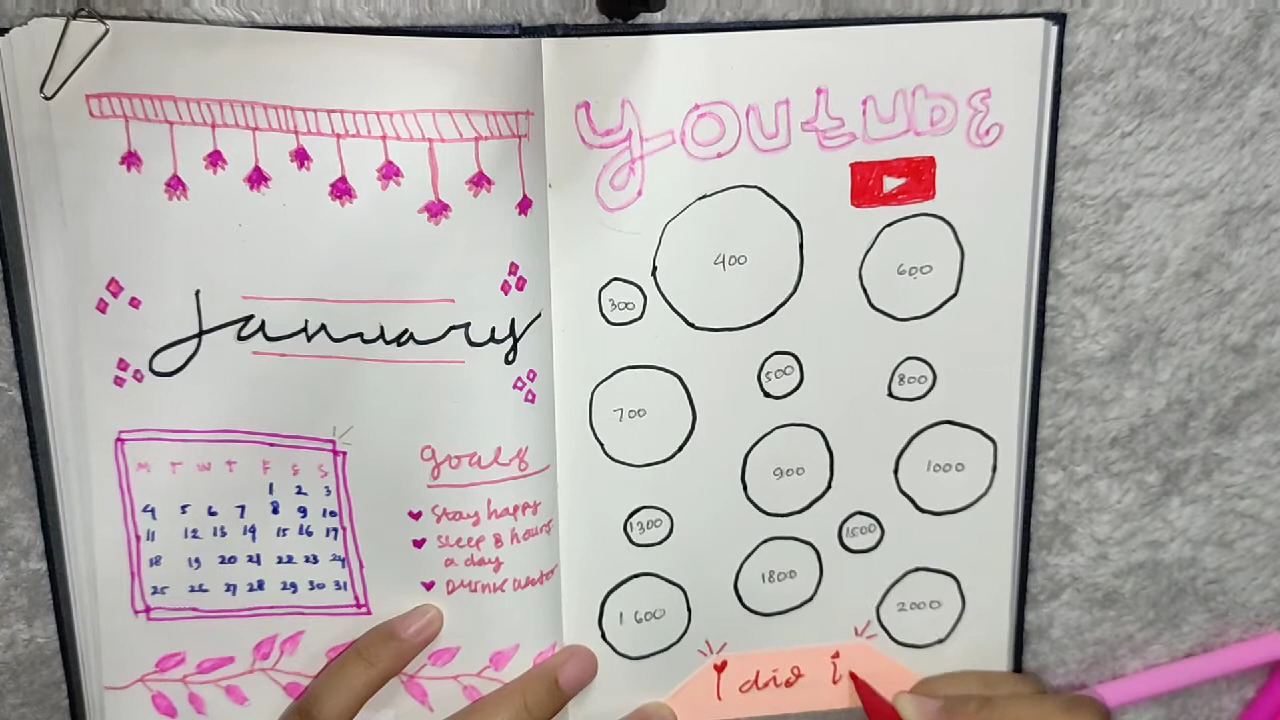 January
M T W T F S S
1 2 3
4 5 6 7 8 9 10
11 12 13 14 15 16 17
18 19 20 21 22 23 24
25 26 27 28 29 30 31
goals
Stay happy
Sleep 8 hours
a day
Drink water
YOUTUBE
400
600
300
500
800
700
900
1000
1300
1500
1800
1600
2000
I did i